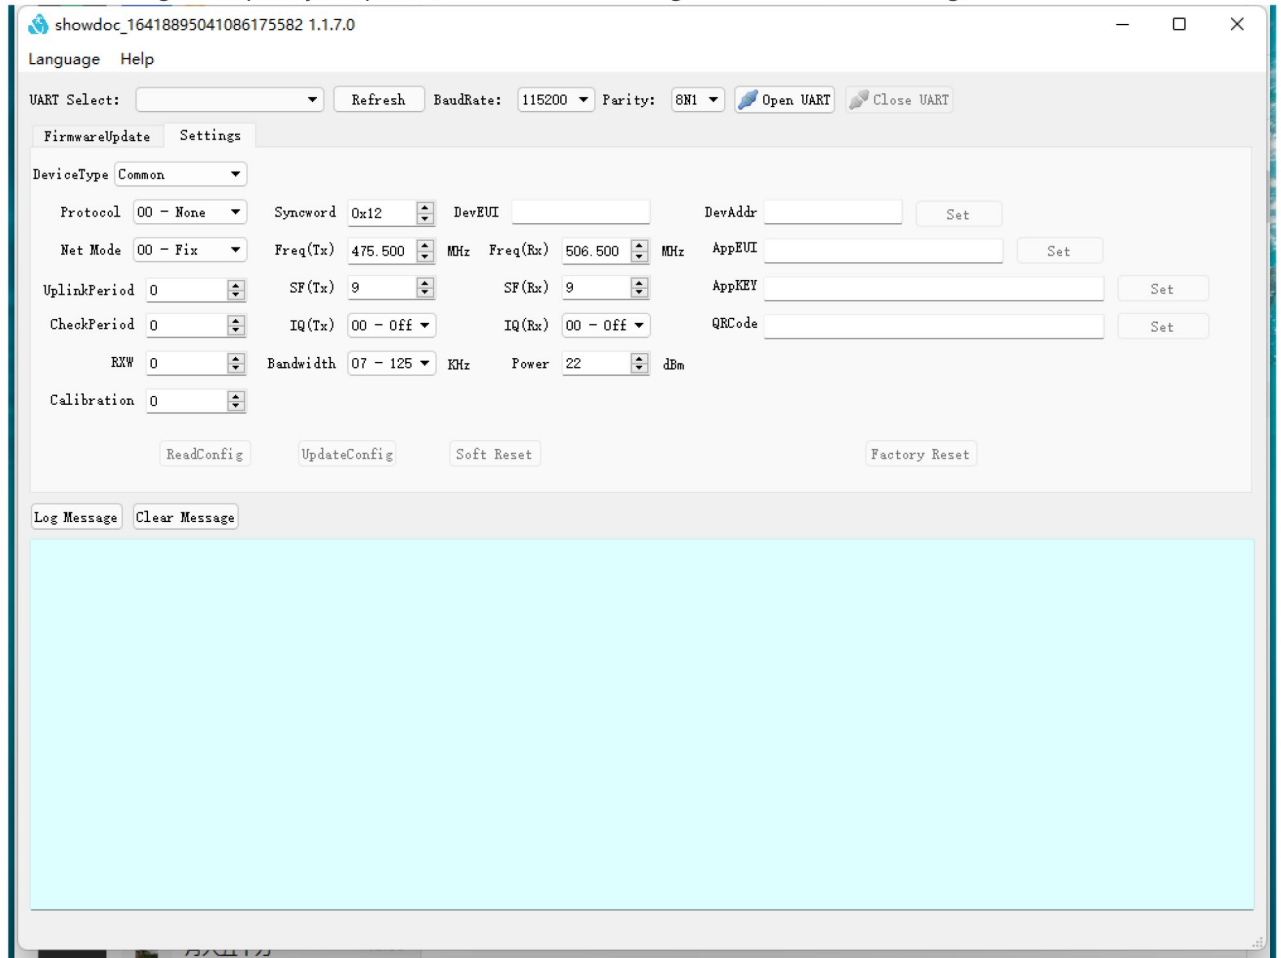 showdoc_16418895041086175582 1.1.7.0
Language Help
UART Select: Refresh BaudRate: 115200 Parity: 8N1 Open UART Close UART
FirmwareUpdate Settings
DeviceType Common
Protocol 00 - None Syncword 0x12 DevEUI DevAddr Set
Net Mode 00 - Fix Freq(Tx) 475.500 MHz Freq(Rx) 506.500 MHz AppEUI Set
UplinkPeriod 0 SF(Tx) 9 SF(Rx) 9 AppKEY Set
CheckPeriod 0 IQ(Tx) 00 - Off IQ(Rx) 00 - Off QRCode Set
RXW 0 Bandwidth 07 - 125 KHz Power 22 dBm
Calibration 0
ReadConfig UpdateConfig Soft Reset Factory Reset
Log Message Clear Message